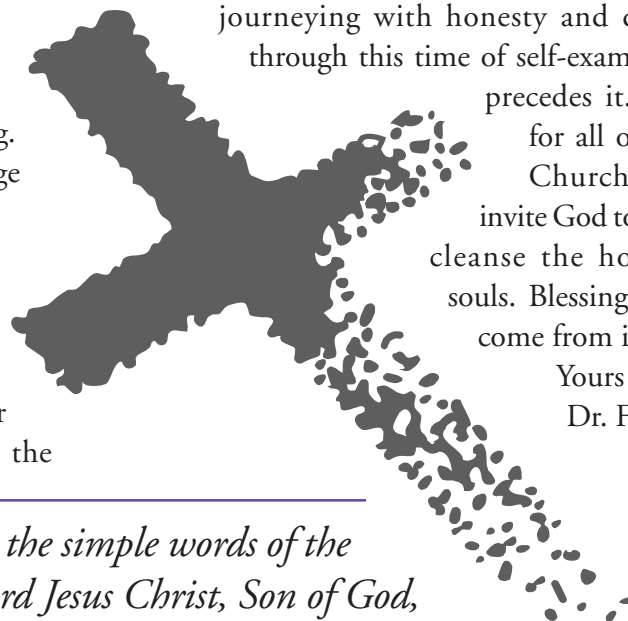 g.
ge
r
the
the simple words of the
rd Jesus Christ, Son of God,
journeying with honesty and
through this time of self-exam
precedes it.
for all o
Church
invite God to
cleanse the ho
souls. Blessing
come from i
Yours
Dr. F